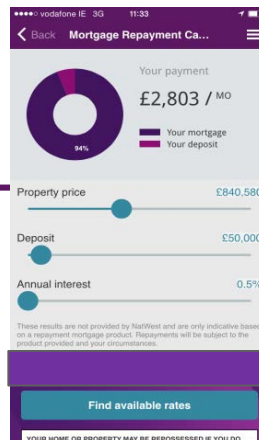 vodafone IE 3G 11:33
Back Mortgage Repayment Ca...
Your payment
£2,803 / MO
Your mortgage
Your deposit
94%
Property price £840,580
Deposit £50,000
Annual interest 0.5%
These results are not provided by NatWest and are only indicative based
on a repayment mortgage product. Repayments will be subject to the
product provided and your circumstances.
Find available rates
YOUR HOME OR PROPERTY MAY BE REPOSSESSED IF YOU DO